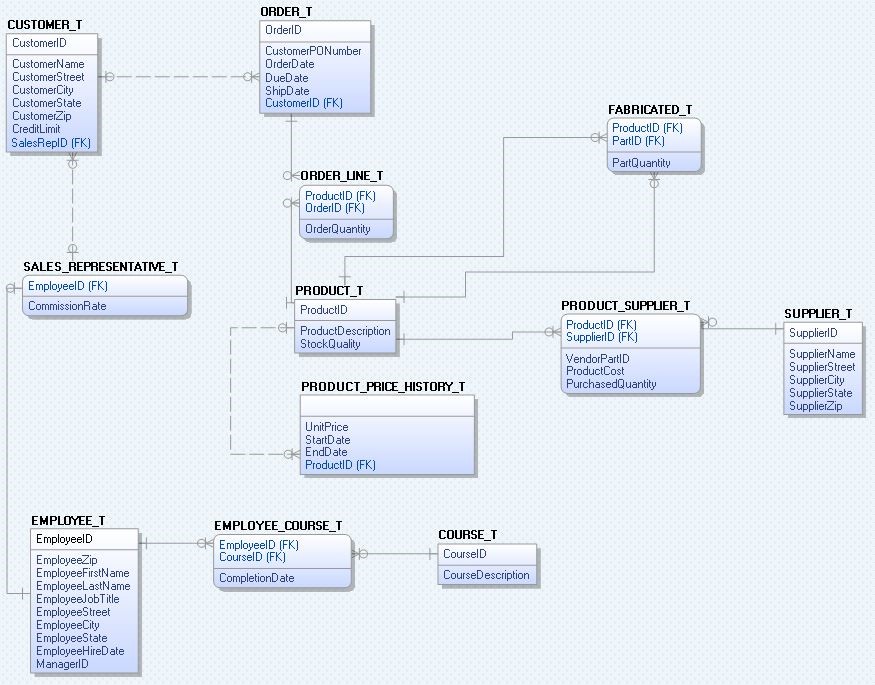 CUSTOMER_T
CustomerID
CustomerName
CustomerStreet
CustomerCity
CustomerState
CustomerZip
CreditLimit
SalesRepID (FK)
ORDER_T
OrderID
CustomerPONumber
OrderDate
DueDate
ShipDate
CustomerID (FK)
FABRICATED_T
ProductID (FK)
PartID (FK)
PartQuantity
ORDER_LINE_T
ProductID (FK)
OrderID (FK)
OrderQuantity
SALES_REPRESENTATIVE_T
EmployeeID (FK)
CommissionRate
PRODUCT_T
ProductID
ProductDescription
StockQuality
PRODUCT_SUPPLIER_T
ProductID (FK)
SupplierID (FK)
VendorPartID
ProductCost
PurchasedQuantity
SUPPLIER_T
SupplierID
SupplierName
SupplierStreet
SupplierCity
SupplierState
SupplierZip
PRODUCT_PRICE_HISTORY_T
UnitPrice
StartDate
EndDate
ProductID (FK)
EMPLOYEE_T
EmployeeID
EmployeeZip
EmployeeFirstName
EmployeeLastName
EmployeeJobTitle
EmployeeStreet
EmployeeCity
EmployeeState
EmployeeHireDate
ManagerID
EMPLOYEE_COURSE_T
EmployeeID (FK)
CourseID (FK)
CompletionDate
COURSE_T
CourseID
CourseDescription